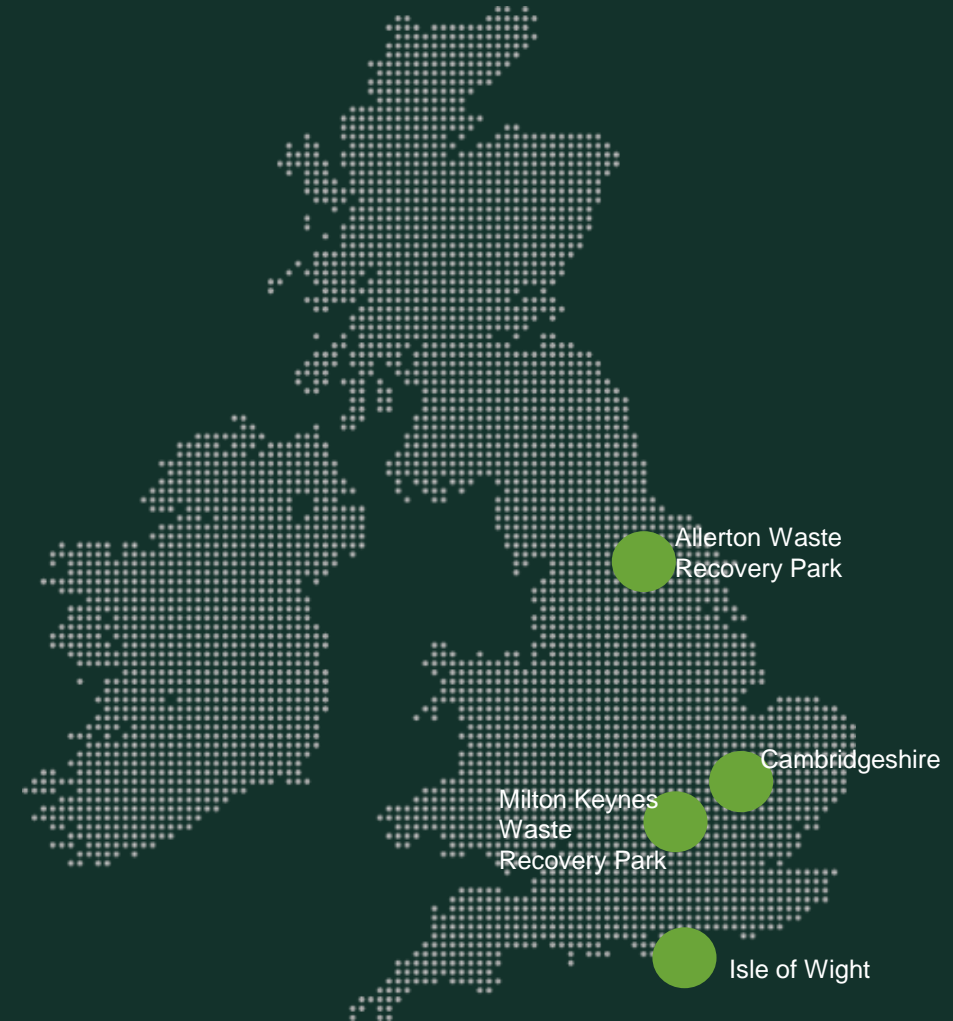 Allerton Waste
Recovery Park
Cambridgeshire
Milton Keynes
Waste
Recovery Park
Isle of Wight